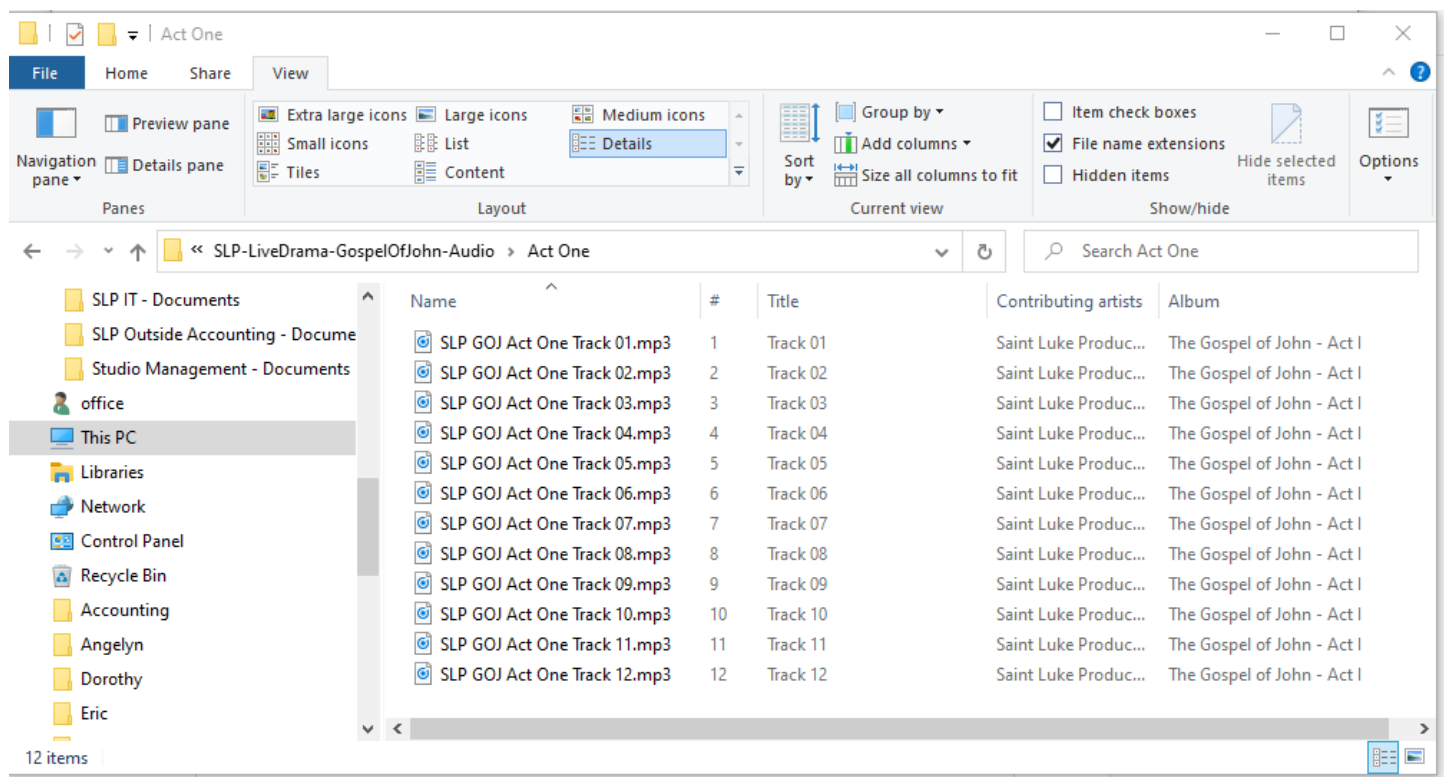 Act One
File Home Share View
Navigation pane
Preview pane
Details pane
Panes
Extra large icons Large icons Medium icons
Small icons List Details
Tiles Content
Layout
Sort by
Group by
Add columns
Size all columns to fit
Current view
Item check boxes
File name extensions
Hidden items
Hide selected items
Show/hide
Options
« SLP-LiveDrama-GospelOfJohn-Audio › Act One
Search Act One
SLP IT - Documents
SLP Outside Accounting - Docume
Studio Management - Documents
office
This PC
Libraries
Network
Control Panel
Recycle Bin
Accounting
Angelyn
Dorothy
Eric
Name # Title Contributing artists Album
SLP GOJ Act One Track 01.mp3 1 Track 01 Saint Luke Produc... The Gospel of John - Act I
SLP GOJ Act One Track 02.mp3 2 Track 02 Saint Luke Produc... The Gospel of John - Act I
SLP GOJ Act One Track 03.mp3 3 Track 03 Saint Luke Produc... The Gospel of John - Act I
SLP GOJ Act One Track 04.mp3 4 Track 04 Saint Luke Produc... The Gospel of John - Act I
SLP GOJ Act One Track 05.mp3 5 Track 05 Saint Luke Produc... The Gospel of John - Act I
SLP GOJ Act One Track 06.mp3 6 Track 06 Saint Luke Produc... The Gospel of John - Act I
SLP GOJ Act One Track 07.mp3 7 Track 07 Saint Luke Produc... The Gospel of John - Act I
SLP GOJ Act One Track 08.mp3 8 Track 08 Saint Luke Produc... The Gospel of John - Act I
SLP GOJ Act One Track 09.mp3 9 Track 09 Saint Luke Produc... The Gospel of John - Act I
SLP GOJ Act One Track 10.mp3 10 Track 10 Saint Luke Produc... The Gospel of John - Act I
SLP GOJ Act One Track 11.mp3 11 Track 11 Saint Luke Produc... The Gospel of John - Act I
SLP GOJ Act One Track 12.mp3 12 Track 12 Saint Luke Produc... The Gospel of John - Act I
12 items